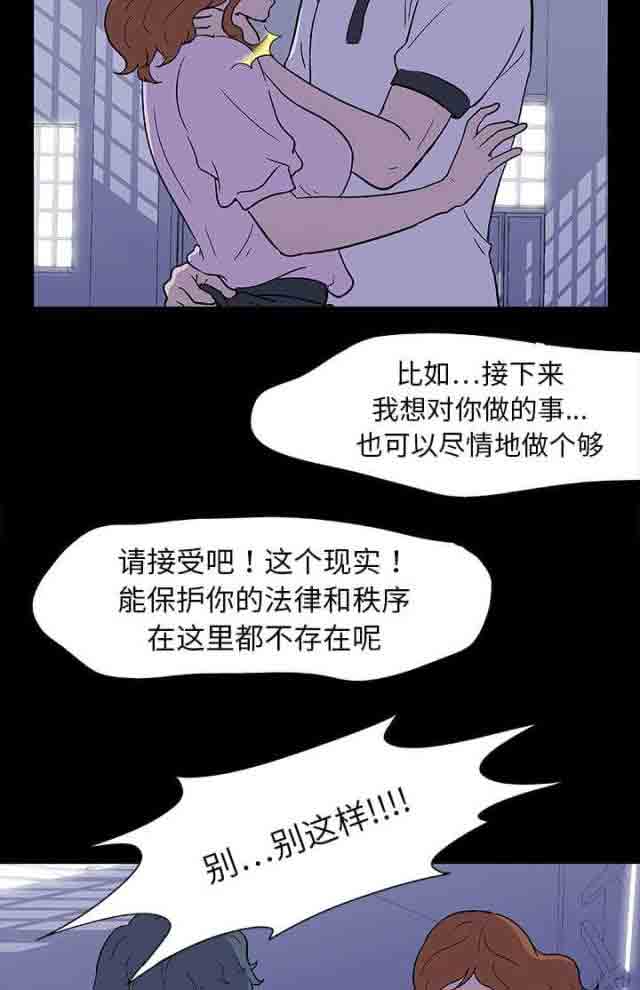 比如...接下来
我想对你做的事...
也可以尽情地做个够
请接受吧！这个现实！
能保护你的法律和秩序
在这里都不存在呢
别...别这样!!!!